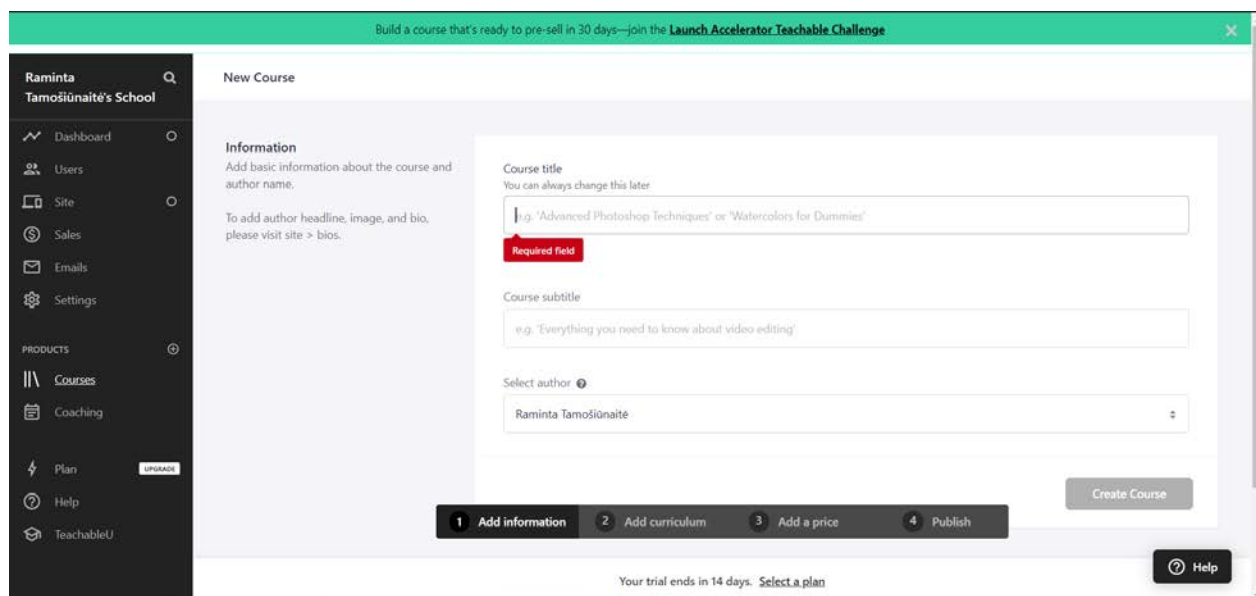 Build a course that's ready to pre-sell in 30 days—join the Launch Accelerator Teachable Challenge
Raminta
Tamošiūnaitė's School
Dashboard
Users
Site
Sales
Emails
Settings
PRODUCTS
Courses
Coaching
Plan UPGRADE
Help
TeachableU
New Course
Information
Add basic information about the course and
author name.
To add author headline, image, and bio,
please visit site > bios.
Course title
You can always change this later
e.g. 'Advanced Photoshop Techniques' or 'Watercolors for Dummies'
Required field
Course subtitle
e.g. 'Everything you need to know about video editing'
Select author
Raminta Tamošiūnaitė
Create Course
1 Add information 2 Add curriculum 3 Add a price 4 Publish
Your trial ends in 14 days. Select a plan
Help